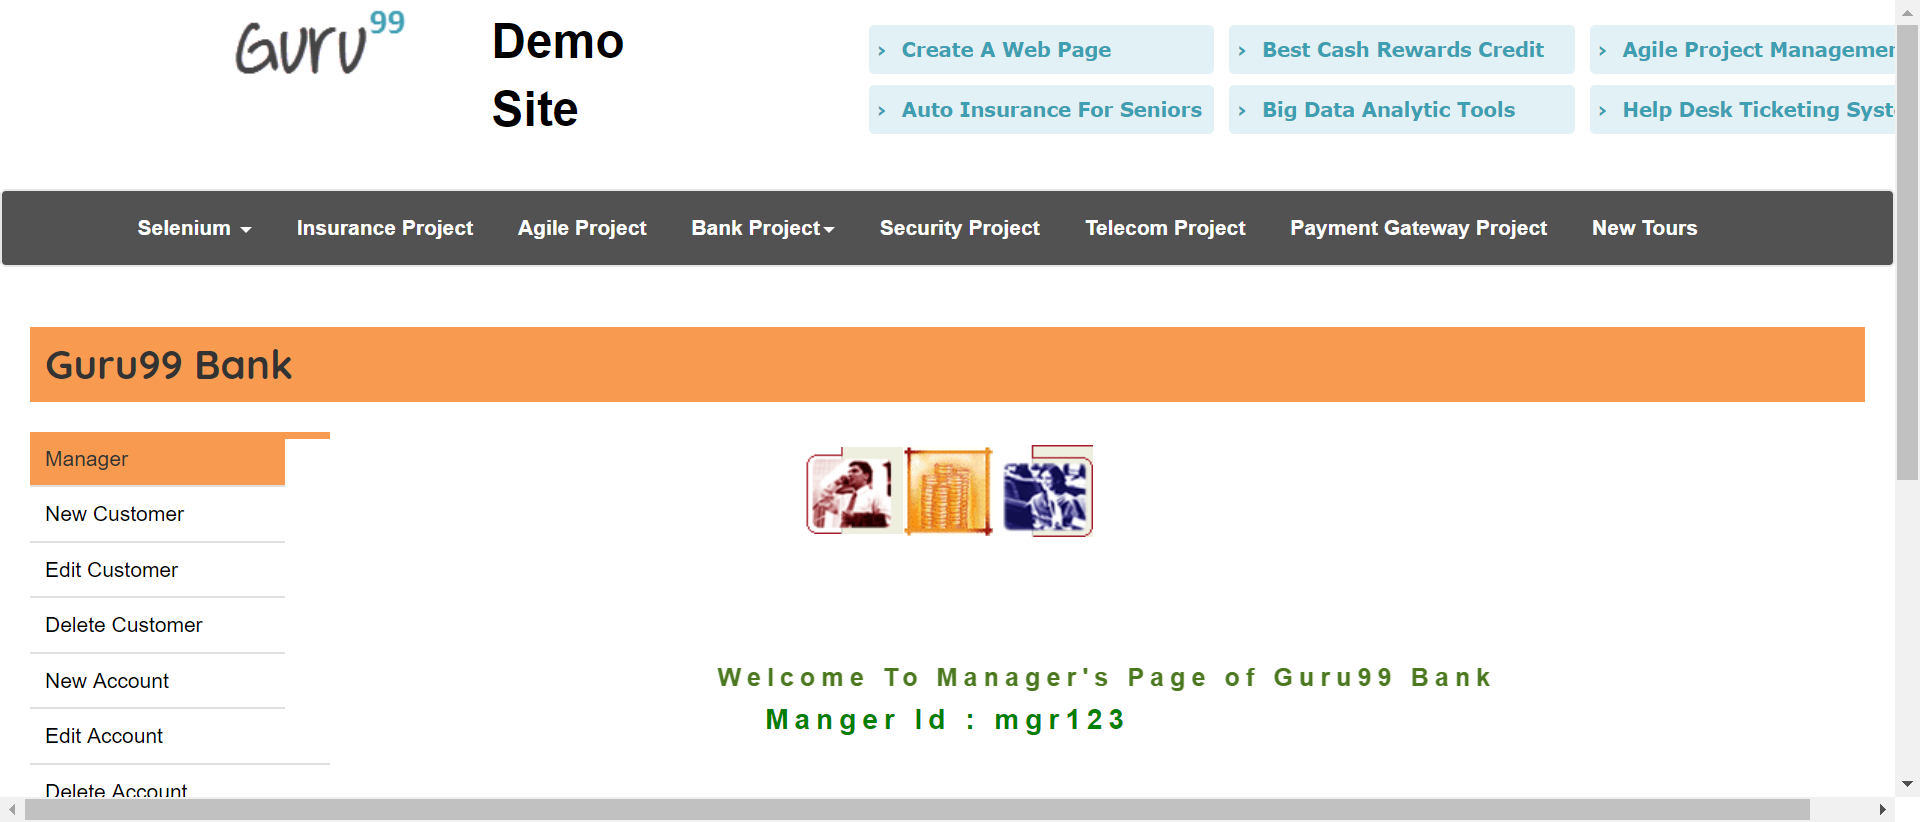 Guru99
Demo
Site
› Create A Web Page
› Best Cash Rewards Credit
› Agile Project Managemen
› Auto Insurance For Seniors
› Big Data Analytic Tools
› Help Desk Ticketing Syst
Selenium Insurance Project Agile Project Bank Project Security Project Telecom Project Payment Gateway Project New Tours
Guru99 Bank
Manager
New Customer
Edit Customer
Delete Customer
New Account
Edit Account
Delete Account
Welcome To Manager's Page of Guru99 Bank
Manger Id : mgr123